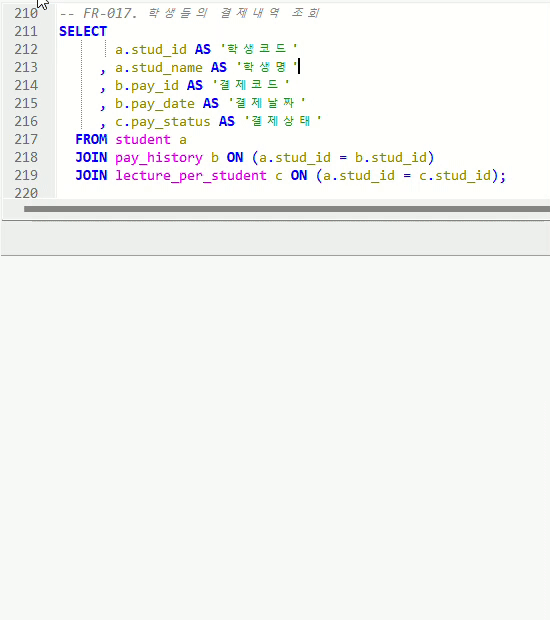 210 -- FR-017. 학생들의 결제내역 조회
211 SELECT
212 a.stud_id AS '학생코드'
213 , a.stud_name AS '학생명'
214 , b.pay_id AS '결제코드'
215 , b.pay_date AS '결제날짜'
216 , c.pay_status AS '결제상태'
217 FROM student a
218 JOIN pay_history b ON (a.stud_id = b.stud_id)
219 JOIN lecture_per_student c ON (a.stud_id = c.stud_id);
220